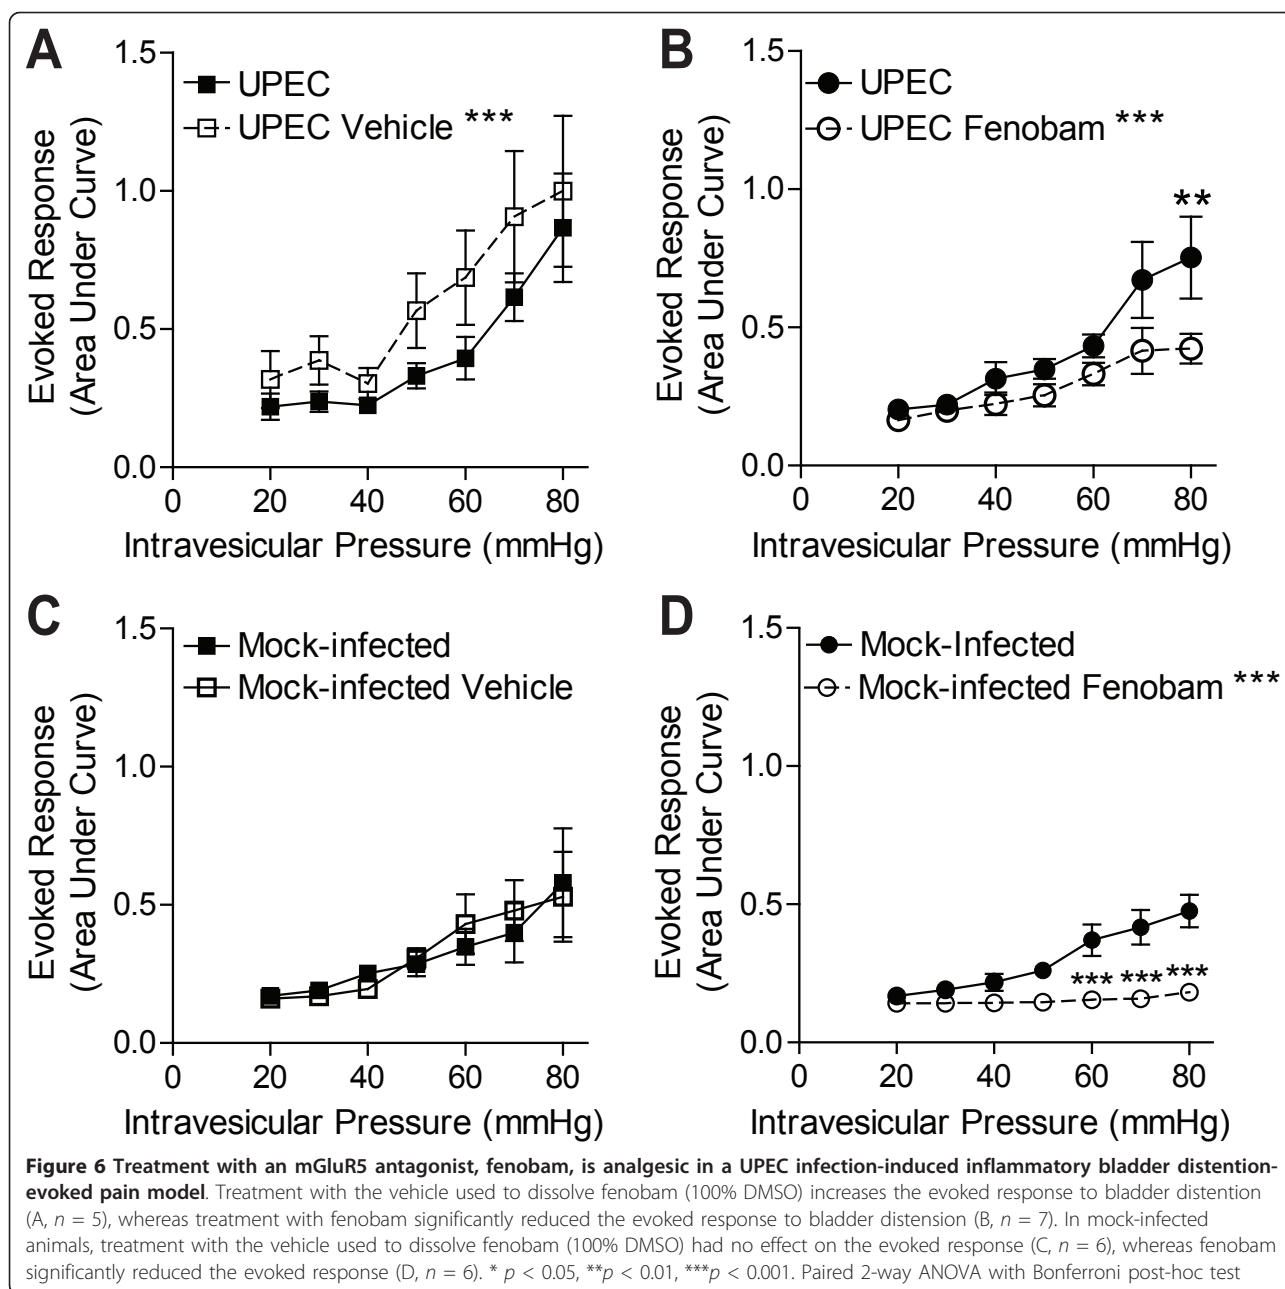 A
1.5
UPEC
UPEC Vehicle ***
1.0
0.5
0.0
0 20 40 60 80
Evoked Response
(Area Under Curve)
Intravesicular Pressure (mmHg)
B
1.5
UPEC
UPEC Fenobam ***
1.0
**
0.5
0.0
0 20 40 60 80
Evoked Response
(Area Under Curve)
Intravesicular Pressure (mmHg)
C
1.5
Mock-infected
Mock-infected Vehicle
1.0
0.5
0.0
0 20 40 60 80
Evoked Response
(Area Under Curve)
Intravesicular Pressure (mmHg)
D
1.5
Mock-Infected
Mock-infected Fenobam ***
1.0
0.5
*** *** ***
0.0
0 20 40 60 80
Evoked Response
(Area Under Curve)
Intravesicular Pressure (mmHg)
Figure 6 Treatment with an mGluR5 antagonist, fenobam, is analgesic in a UPEC infection-induced inflammatory bladder distention-
evoked pain model. Treatment with the vehicle used to dissolve fenobam (100% DMSO) increases the evoked response to bladder distention
(A, n = 5), whereas treatment with fenobam significantly reduced the evoked response to bladder distension (B, n = 7). In mock-infected
animals, treatment with the vehicle used to dissolve fenobam (100% DMSO) had no effect on the evoked response (C, n = 6), whereas fenobam
significantly reduced the evoked response (D, n = 6). * p < 0.05, **p < 0.01, ***p < 0.001. Paired 2-way ANOVA with Bonferroni post-hoc test